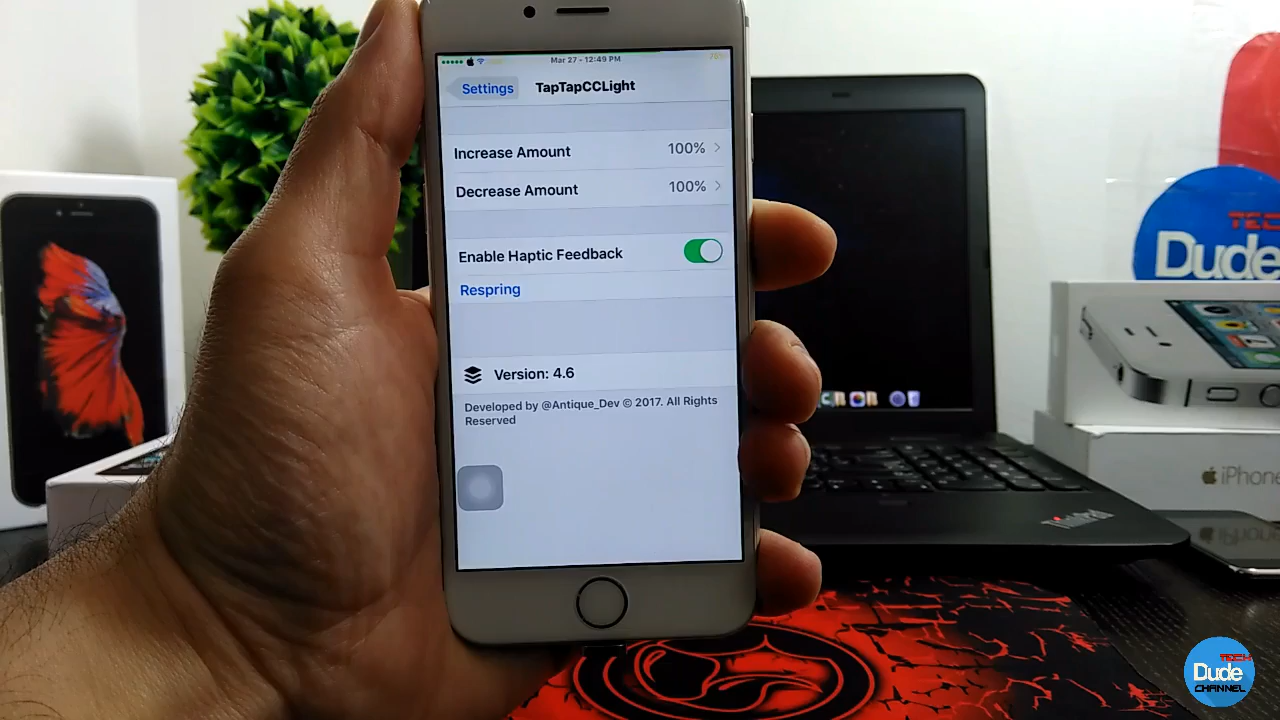 Mar 27 - 12:49 PM
Settings
TapTapCCLight
Increase Amount
100%
Decrease Amount
100%
Enable Haptic Feedback
Respring
Version: 4.6
Developed by @Antique_Dev © 2017. All Rights
Reserved
TEC
Dude
iPhone
ThinkPad
TECH
Dude
CHANNEL